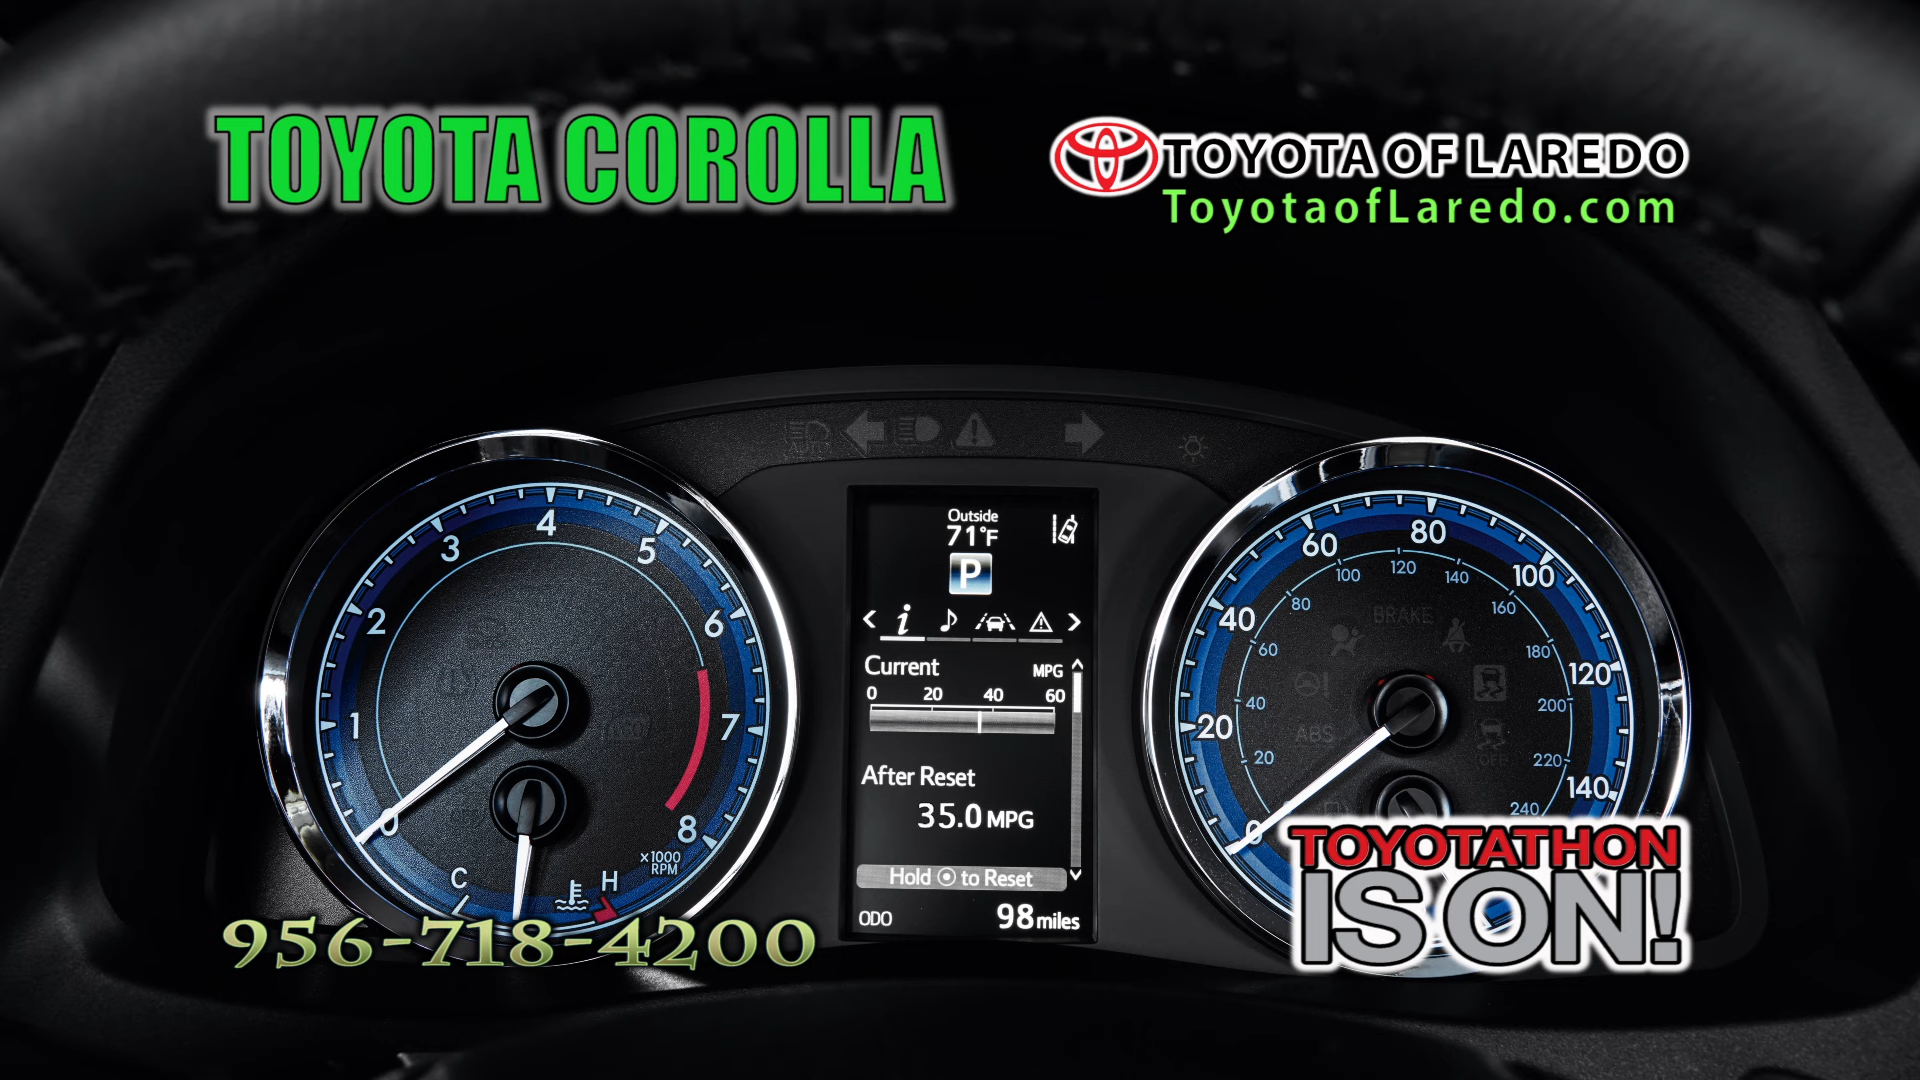 TOYOTA COROLLA
TOYOTA OF LAREDO
ToyotaofLaredo.com
Outside
71°F
P
< i >
Current MPG
0 20 40 60
After Reset
35.0 MPG
Hold to Reset
ODO 98 miles
0 1 2 3 4 5 6 7 8
x1000
RPM
C H
0 20 40 60 80 100 120 140
20 40 60 80 100 120 140 160 180 200 220 240
BRAKE
ABS
OFF
AUTO
956-718-4200
TOYOTATHON
IS ON!